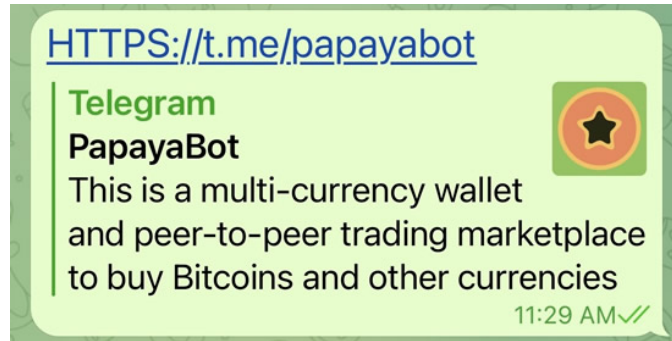 HTTPS://t.me/papayabot
Telegram
PapayaBot
This is a multi-currency wallet
and peer-to-peer trading marketplace
to buy Bitcoins and other currencies
11:29 AM